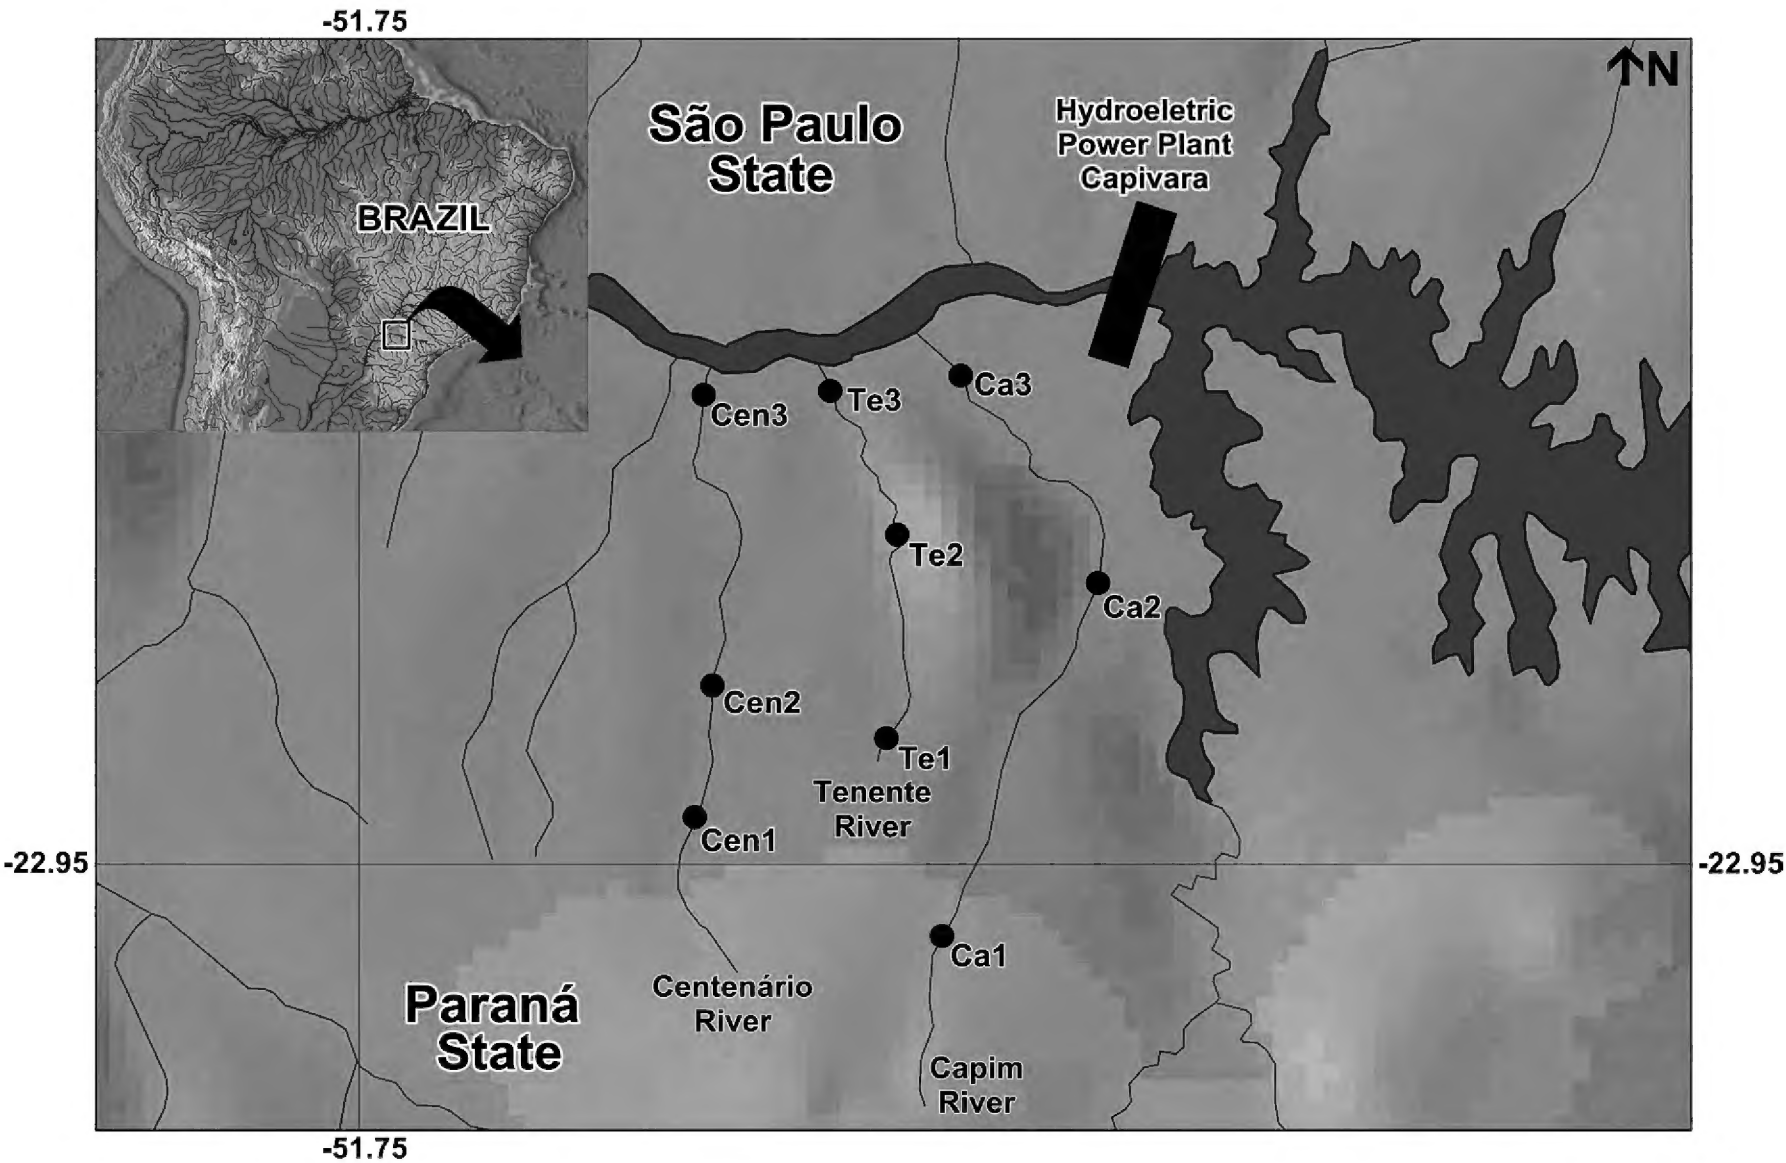 -51.75
N
São Paulo
State
Hydroeletric
Power Plant
Capivara
BRAZIL
Cen3
Te3
Ca3
Te2
Ca2
Cen2
Te1
Tenente
River
Cen1
-22.95
-22.95
Ca1
Centenário
River
Paraná
State
Capim
River
-51.75